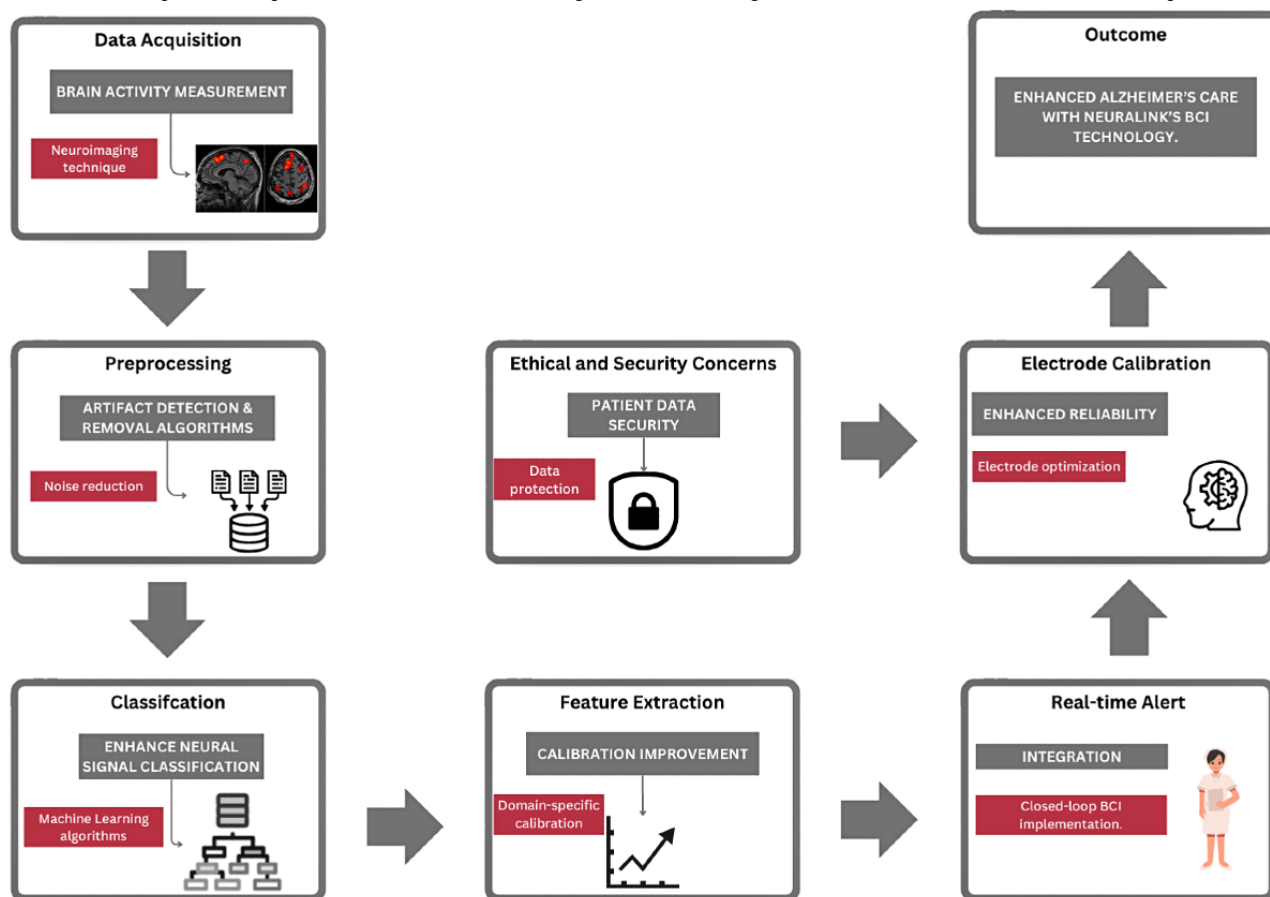 Data Acquisition
BRAIN ACTIVITY MEASUREMENT
Neuroimaging
technique
Preprocessing
ARTIFACT DETECTION &
REMOVAL ALGORITHMS
Noise reduction
Classifcation
ENHANCE NEURAL
SIGNAL CLASSIFICATION
Machine Learning
algorithms
Feature Extraction
CALIBRATION IMPROVEMENT
Domain-specific
calibration
Real-time Alert
INTEGRATION
Closed-loop BCI
implementation.
Ethical and Security Concerns
PATIENT DATA
SECURITY
Data
protection
Electrode Calibration
ENHANCED RELIABILITY
Electrode optimization
Outcome
ENHANCED ALZHEIMER'S CARE
WITH NEURALINK'S BCI
TECHNOLOGY.